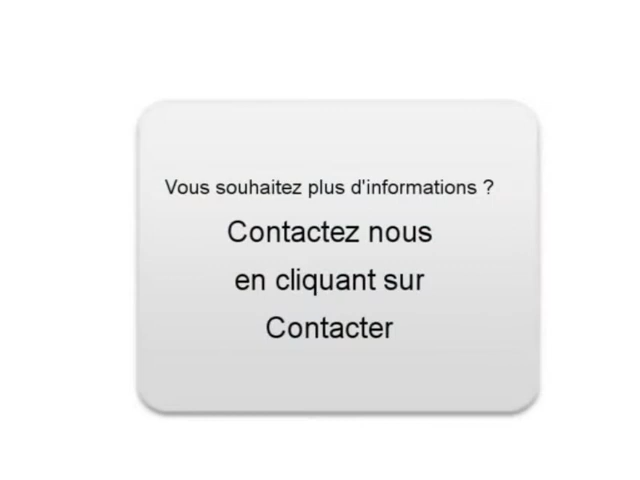 Vous souhaitez plus d'informations ?
Contactez nous
en cliquant sur
Contacter